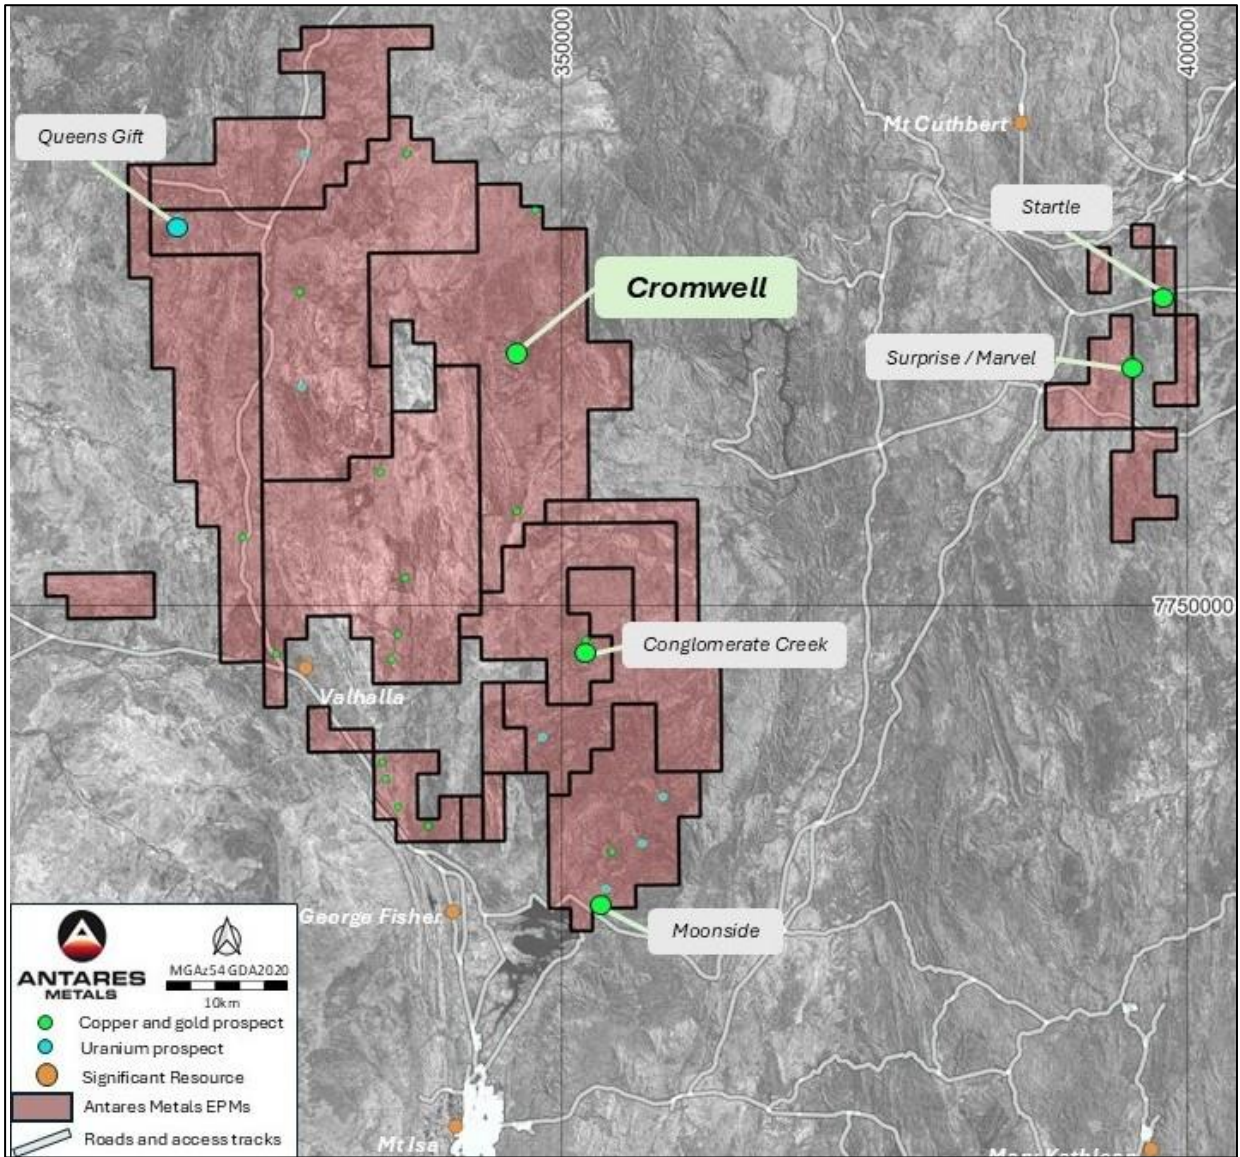 350000
400000
Mt Cuthbert
Queens Gift
Startle
Cromwell
Surprise / Marvel
7750000
Conglomerate Creek
Valhalla
George Fisher
Moonside
ANTARES
METALS
MGAz54 GDA2020
10km
Copper and gold prospect
Uranium prospect
Significant Resource
Antares Metals EPMs
Roads and access tracks
Mt Isa